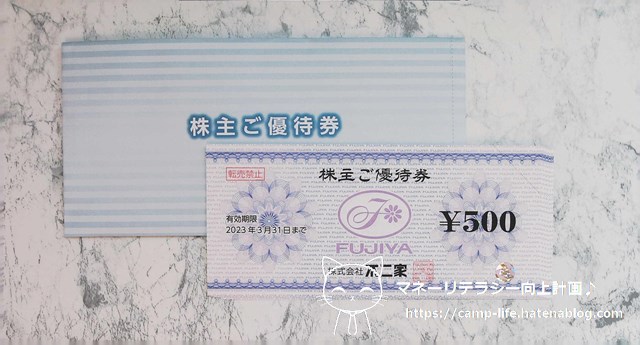 株主ご優待券
転売禁止
株主ご優待券
有効期限
2023年3月31日まで
F
FUJIYA
¥500
株式会社 不二家
マネーリテラシー向上計画♪
https://camp-life.hatenablog.com